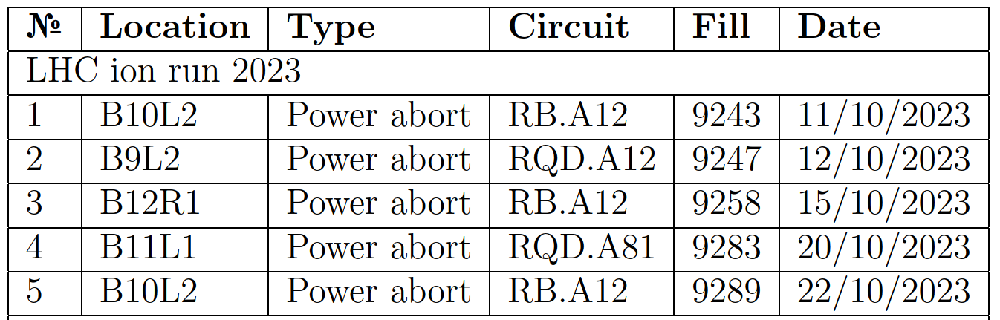 № Location Type Circuit Fill Date
LHC ion run 2023
1 B10L2 Power abort RB.A12 9243 11/10/2023
2 B9L2 Power abort RQD.A12 9247 12/10/2023
3 B12R1 Power abort RB.A12 9258 15/10/2023
4 B11L1 Power abort RQD.A81 9283 20/10/2023
5 B10L2 Power abort RB.A12 9289 22/10/2023